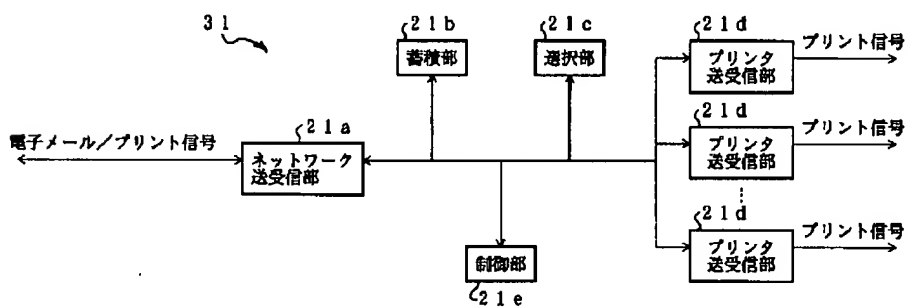 31
21b
蓄積部
21c
選択部
21d
プリンタ
送受信部
プリント信号
21d
プリンタ
送受信部
プリント信号
21d
プリンタ
送受信部
プリント信号
電子メール／プリント信号
21a
ネットワーク
送受信部
制御部
21e